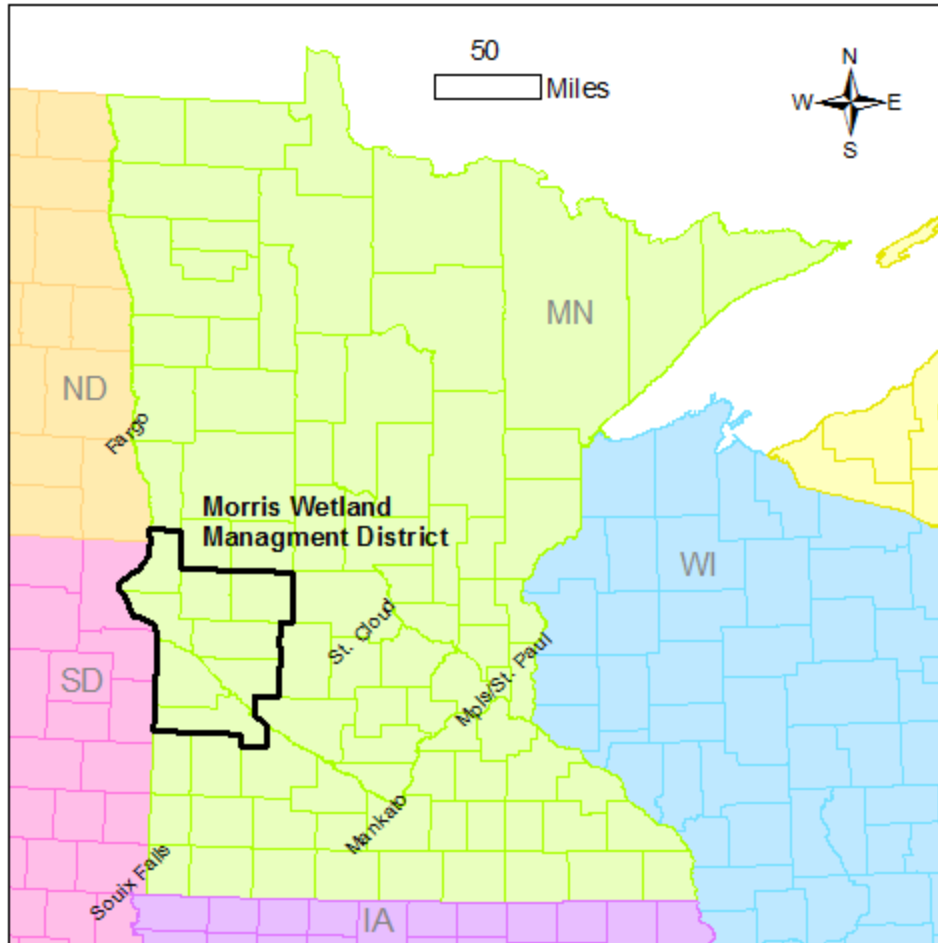 50
Miles
N
W E
S
MN
ND
Fargo
Morris Wetland
Managment District
WI
St. Cloud
Mpls/St. Paul
SD
Mankato
Souix Falls
IA